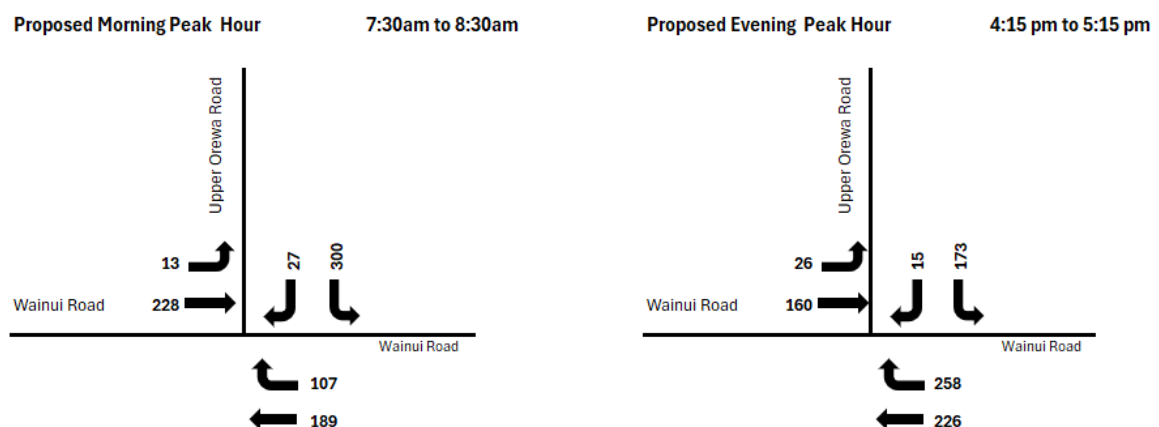 Proposed Morning Peak Hour 7:30am to 8:30am
Upper Orewa Road
13
27
300
Wainui Road
228
Wainui Road
107
189
Proposed Evening Peak Hour 4:15 pm to 5:15 pm
Upper Orewa Road
26
15
173
Wainui Road
160
Wainui Road
258
226